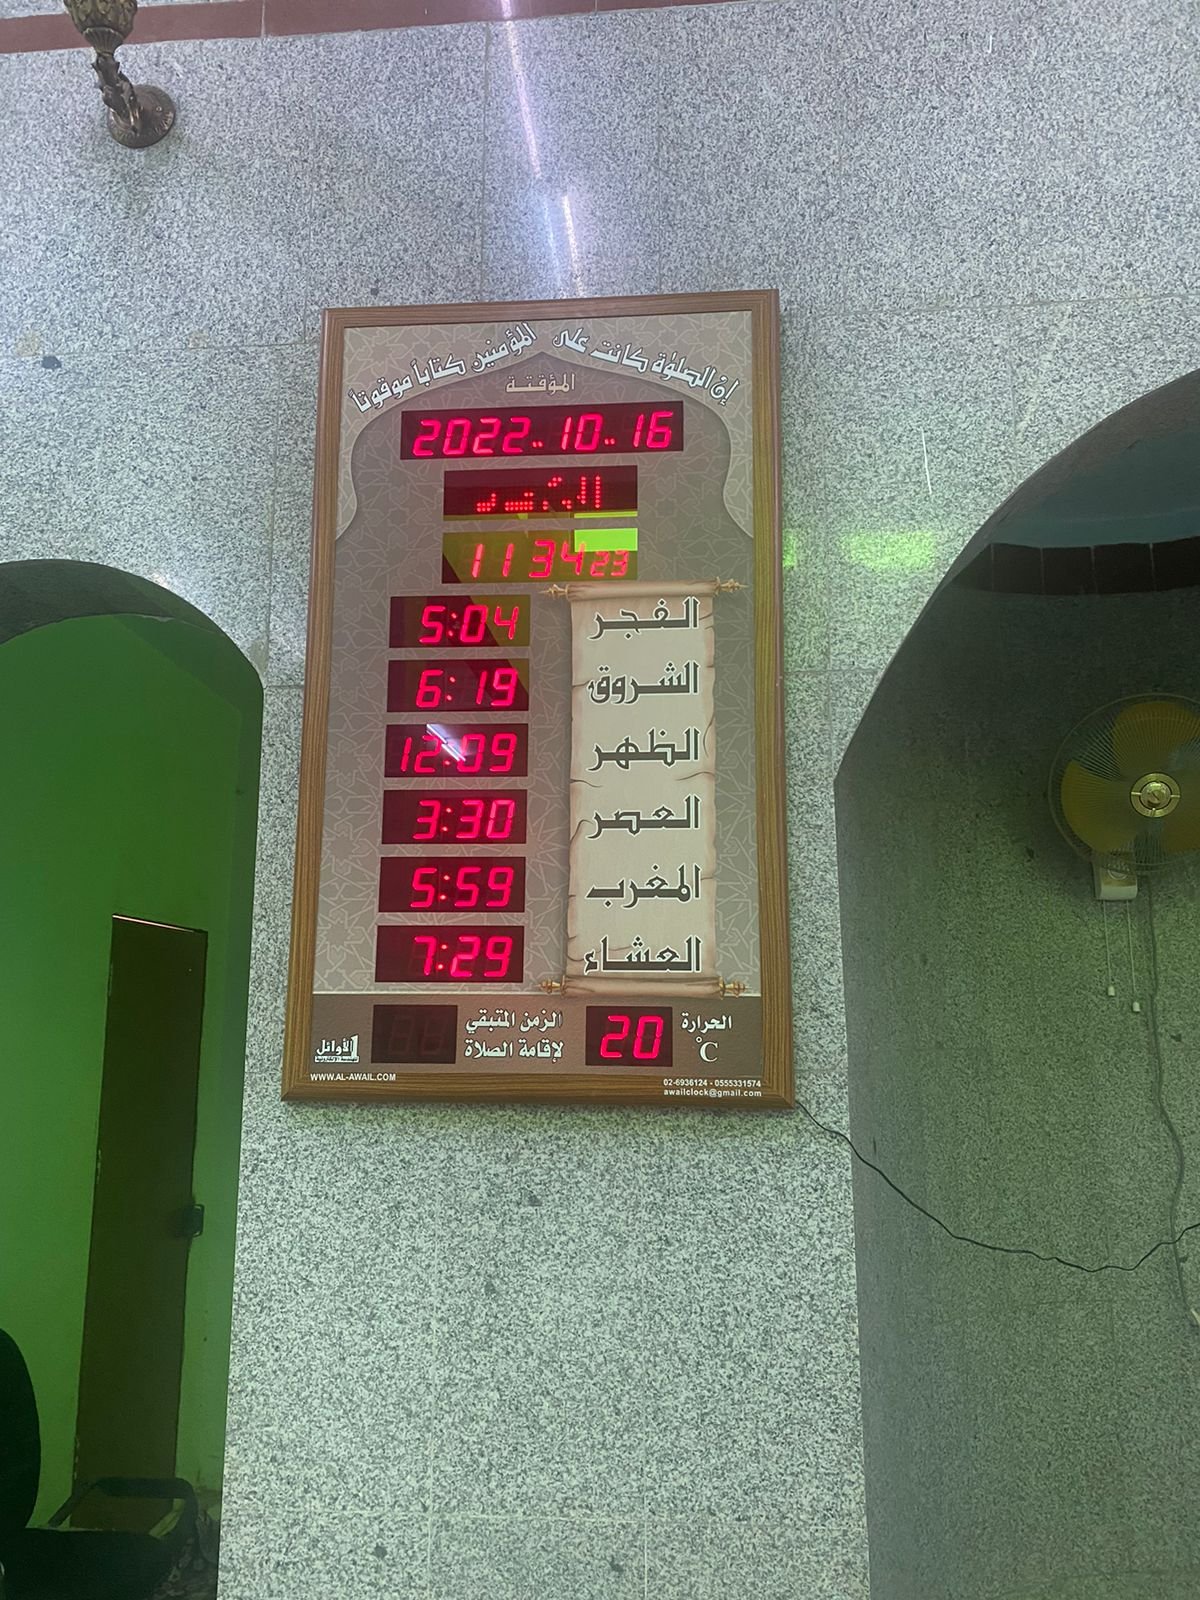 إن الصلوٰة كانت على المؤمنين كتاباً موقوتاً
المؤقتة
2022-10-16
11 34 23
5:04 الفجر
6:19 الشروق
12:09 الظهر
3:30 العصر
5:59 المغرب
7:29 العشاء
الزمن المتبقي
لإقامة الصلاة
20
الحرارة
°C
الأوائل
WWW.AL-AWAIL.COM
02-6936124 - 0555331574
awailclock@gmail.com